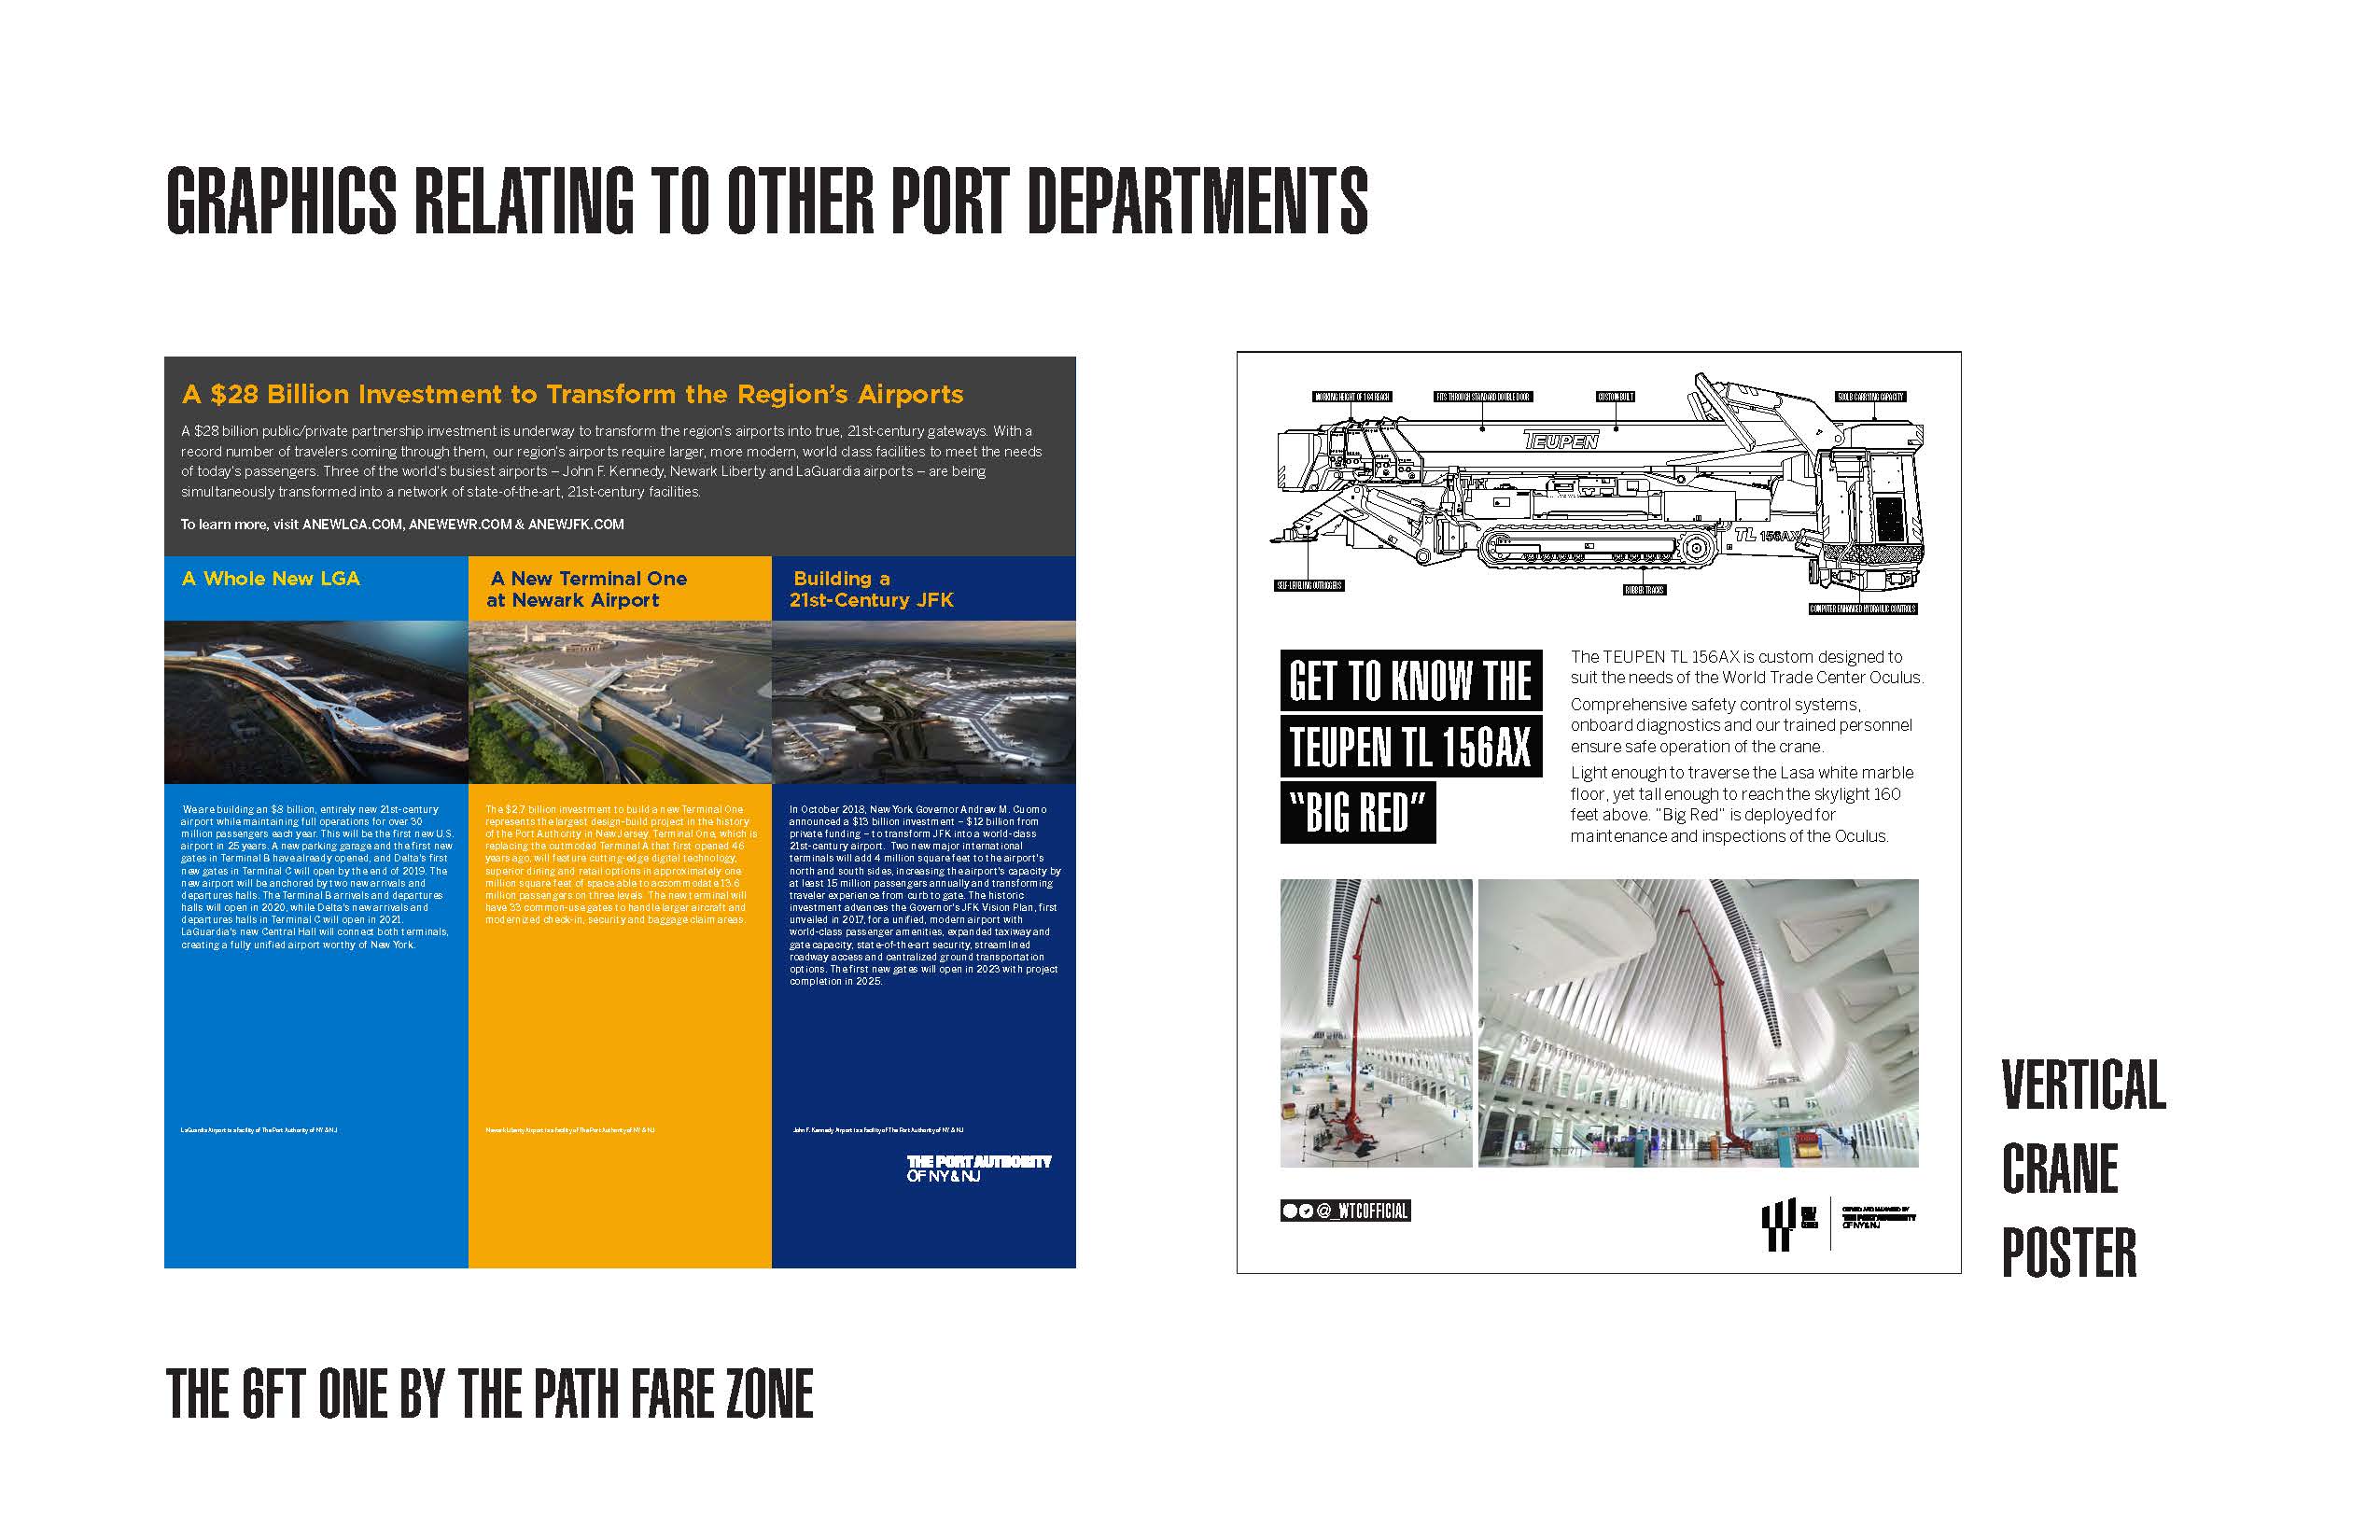 GRAPHICS RELATING TO OTHER PORT DEPARTMENTS
A $28 Billion Investment to Transform the Region's Airports
A $28 billion public/private partnership investment is underway to transform the region's airports into true, 21st-century gateways. With a
record number of travelers coming through them, our region's airports require larger, more modern, world class facilities to meet the needs
of today's passengers. Three of the world's busiest airports – John F. Kennedy, Newark Liberty and LaGuardia airports – are being
simultaneously transformed into a network of state-of-the-art, 21st-century facilities.
To learn more, visit ANEWLGA.COM, ANEWEWR.COM & ANEWJFK.COM
A Whole New LGA
We are building an $8 billion, entirely new 21st-century
airport while maintaining full operations for over 30
million passengers each year. This will be the first new U.S.
airport in 25 years. A new parking garage and the first new
gates in Terminal B have already opened, and Delta's first
new gates in Terminal C will open by the end of 2019. The
new airport will be anchored by two new arrivals and
departures halls. The Terminal B arrivals and departures
halls will open in 2020, while Delta's new arrivals and
departures halls in Terminal C will open in 2021.
LaGuardia's new Central Hall will connect both terminals,
creating a fully unified airport worthy of New York.
LaGuardia Airport is a facility of The Port Authority of NY & NJ
A New Terminal One
at Newark Airport
The $2.7 billion investment to build a new Terminal One
represents the largest design-build project in the history
of the Port Authority in New Jersey. Terminal One, which is
replacing the outmoded Terminal A that first opened 46
years ago, will feature cutting-edge digital technology,
superior dining and retail options in approximately one
million square feet of space able to accommodate 13.6
million passengers on three levels. The new terminal will
have 33 common-use gates to handle larger aircraft and
modernized check-in, security and baggage claim areas.
Newark Liberty Airport is a facility of The Port Authority of NY & NJ
Building a
21st-Century JFK
In October 2018, New York Governor Andrew M. Cuomo
announced a $13 billion investment – $12 billion from
private funding – to transform JFK into a world-class
21st-century airport. Two new major international
terminals will add 4 million square feet to the airport's
north and south sides, increasing the airport's capacity by
at least 15 million passengers annually and transforming
traveler experience from curb to gate. The historic
investment advances the Governor's JFK Vision Plan, first
unveiled in 2017, for a unified, modern airport with
world-class passenger amenities, expanded taxiway and
gate capacity, state-of-the-art security, streamlined
roadway access and centralized ground transportation
options. The first new gates will open in 2023 with project
completion in 2025.
John F. Kennedy Airport is a facility of The Port Authority of NY & NJ
THE PORT AUTHORITY
OF NY & NJ
THE 6FT ONE BY THE PATH FARE ZONE
WORKING HEIGHT OF 164 REACH
FITS THROUGH STANDARD DOUBLE DOOR
CUSTOM BUILT
500LB CARRYING CAPACITY
TEUPEN
TL 156AX
SELF-LEVELING OUTRIGGERS
RUBBER TRACKS
COMPUTER ENHANCED HYDRAULIC CONTROLS
GET TO KNOW THE
TEUPEN TL 156AX
“BIG RED”
The TEUPEN TL 156AX is custom designed to
suit the needs of the World Trade Center Oculus.
Comprehensive safety control systems,
onboard diagnostics and our trained personnel
ensure safe operation of the crane.
Light enough to traverse the Lasa white marble
floor, yet tall enough to reach the skylight 160
feet above. “Big Red” is deployed for
maintenance and inspections of the Oculus.
@_WTCOFFICIAL
OWNED AND MANAGED BY
THE PORT AUTHORITY
OF NY & NJ
VERTICAL
CRANE
POSTER